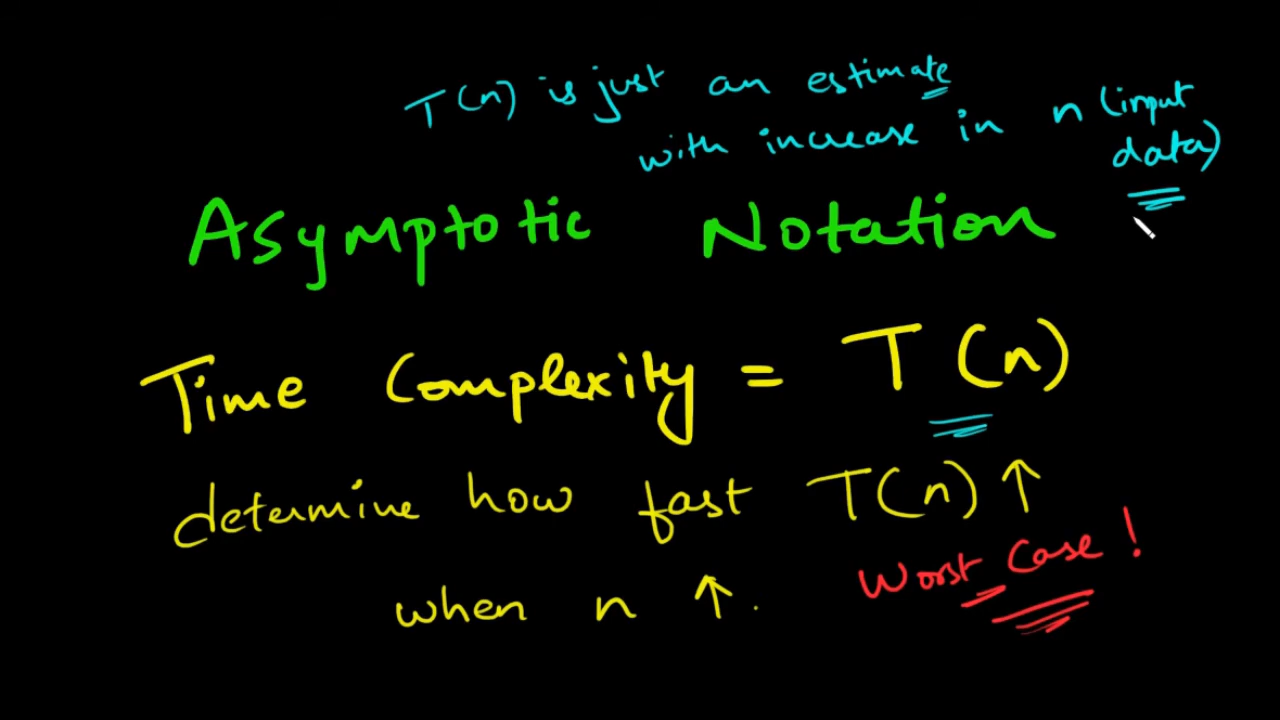 T(n) is just an estimate
with increase in n (input
data)
Asymptotic Notation
Time Complexity = T(n)
determine how fast T(n) ↑
when n ↑.
Worst Case!